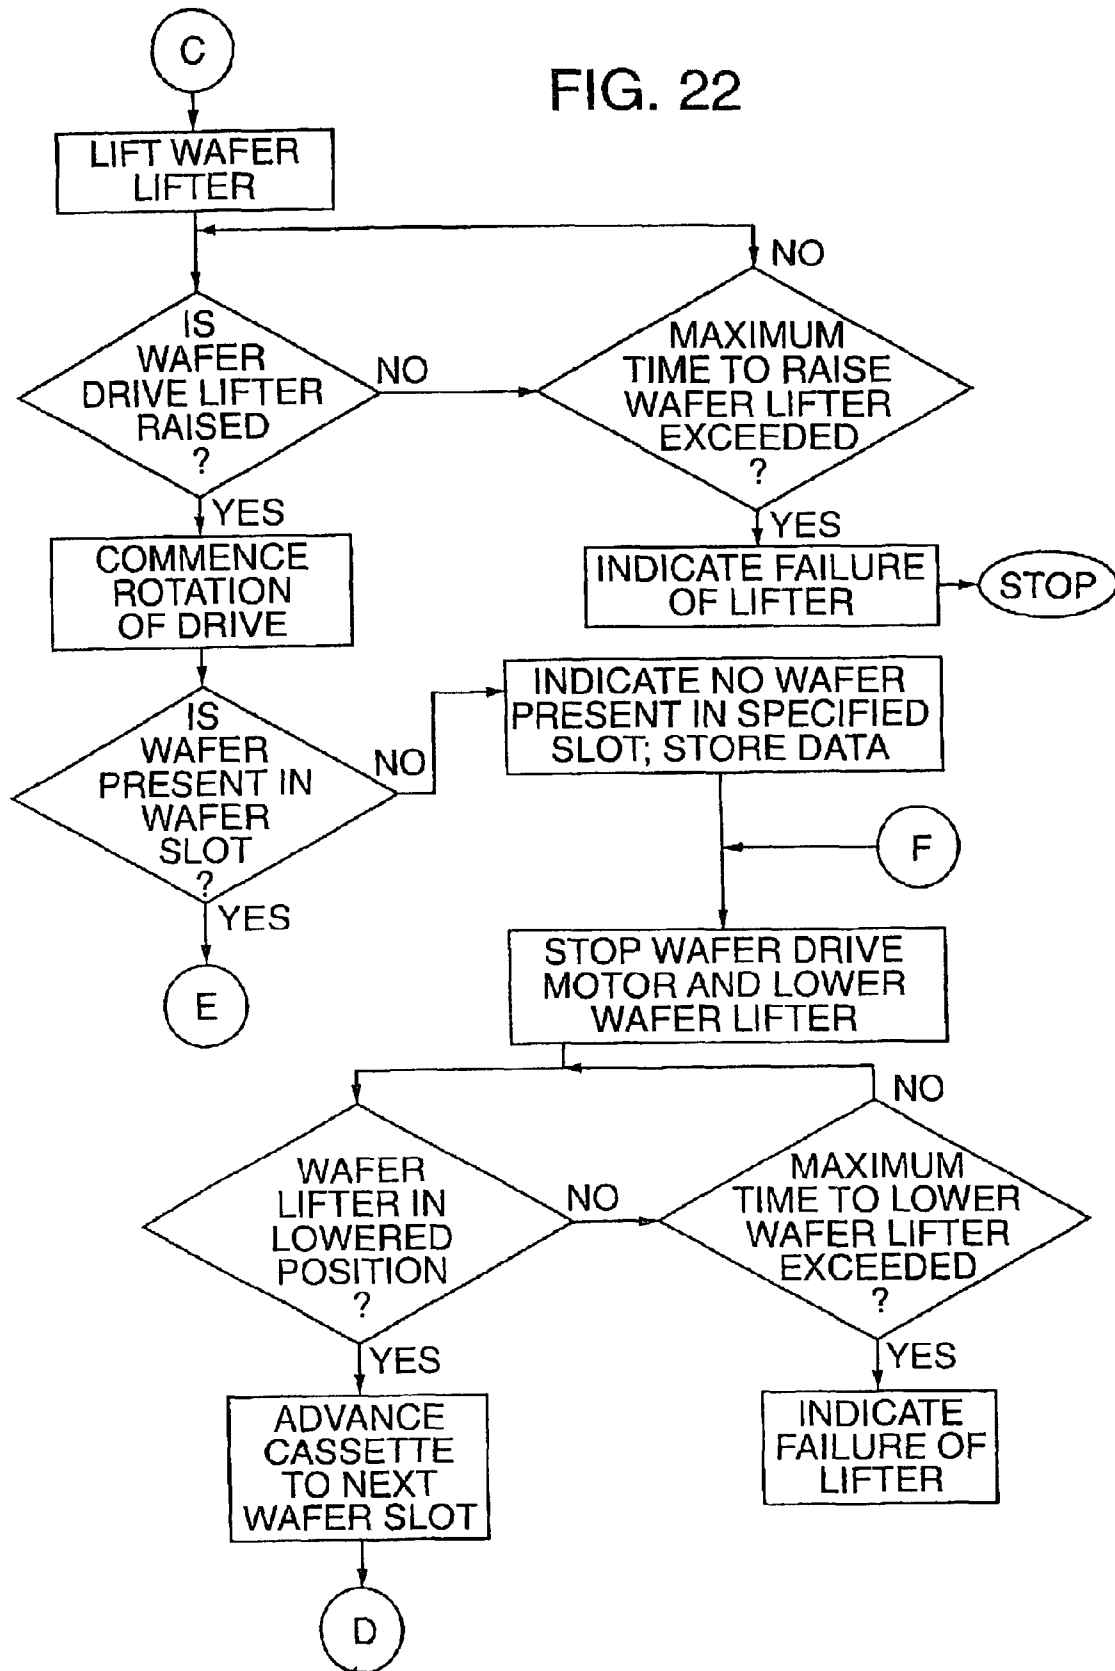 C
FIG. 22
LIFT WAFER
LIFTER
NO
IS
WAFER
DRIVE LIFTER
RAISED
?
NO
MAXIMUM
TIME TO RAISE
WAFER LIFTER
EXCEEDED
?
YES
YES
COMMENCE
ROTATION
OF DRIVE
INDICATE FAILURE
OF LIFTER
STOP
IS
WAFER
PRESENT IN
WAFER
SLOT
?
NO
INDICATE NO WAFER
PRESENT IN SPECIFIED
SLOT; STORE DATA
F
YES
E
STOP WAFER DRIVE
MOTOR AND LOWER
WAFER LIFTER
NO
WAFER
LIFTER IN
LOWERED
POSITION
?
NO
MAXIMUM
TIME TO LOWER
WAFER LIFTER
EXCEEDED
?
YES
YES
ADVANCE
CASSETTE
TO NEXT
WAFER SLOT
INDICATE
FAILURE OF
LIFTER
D